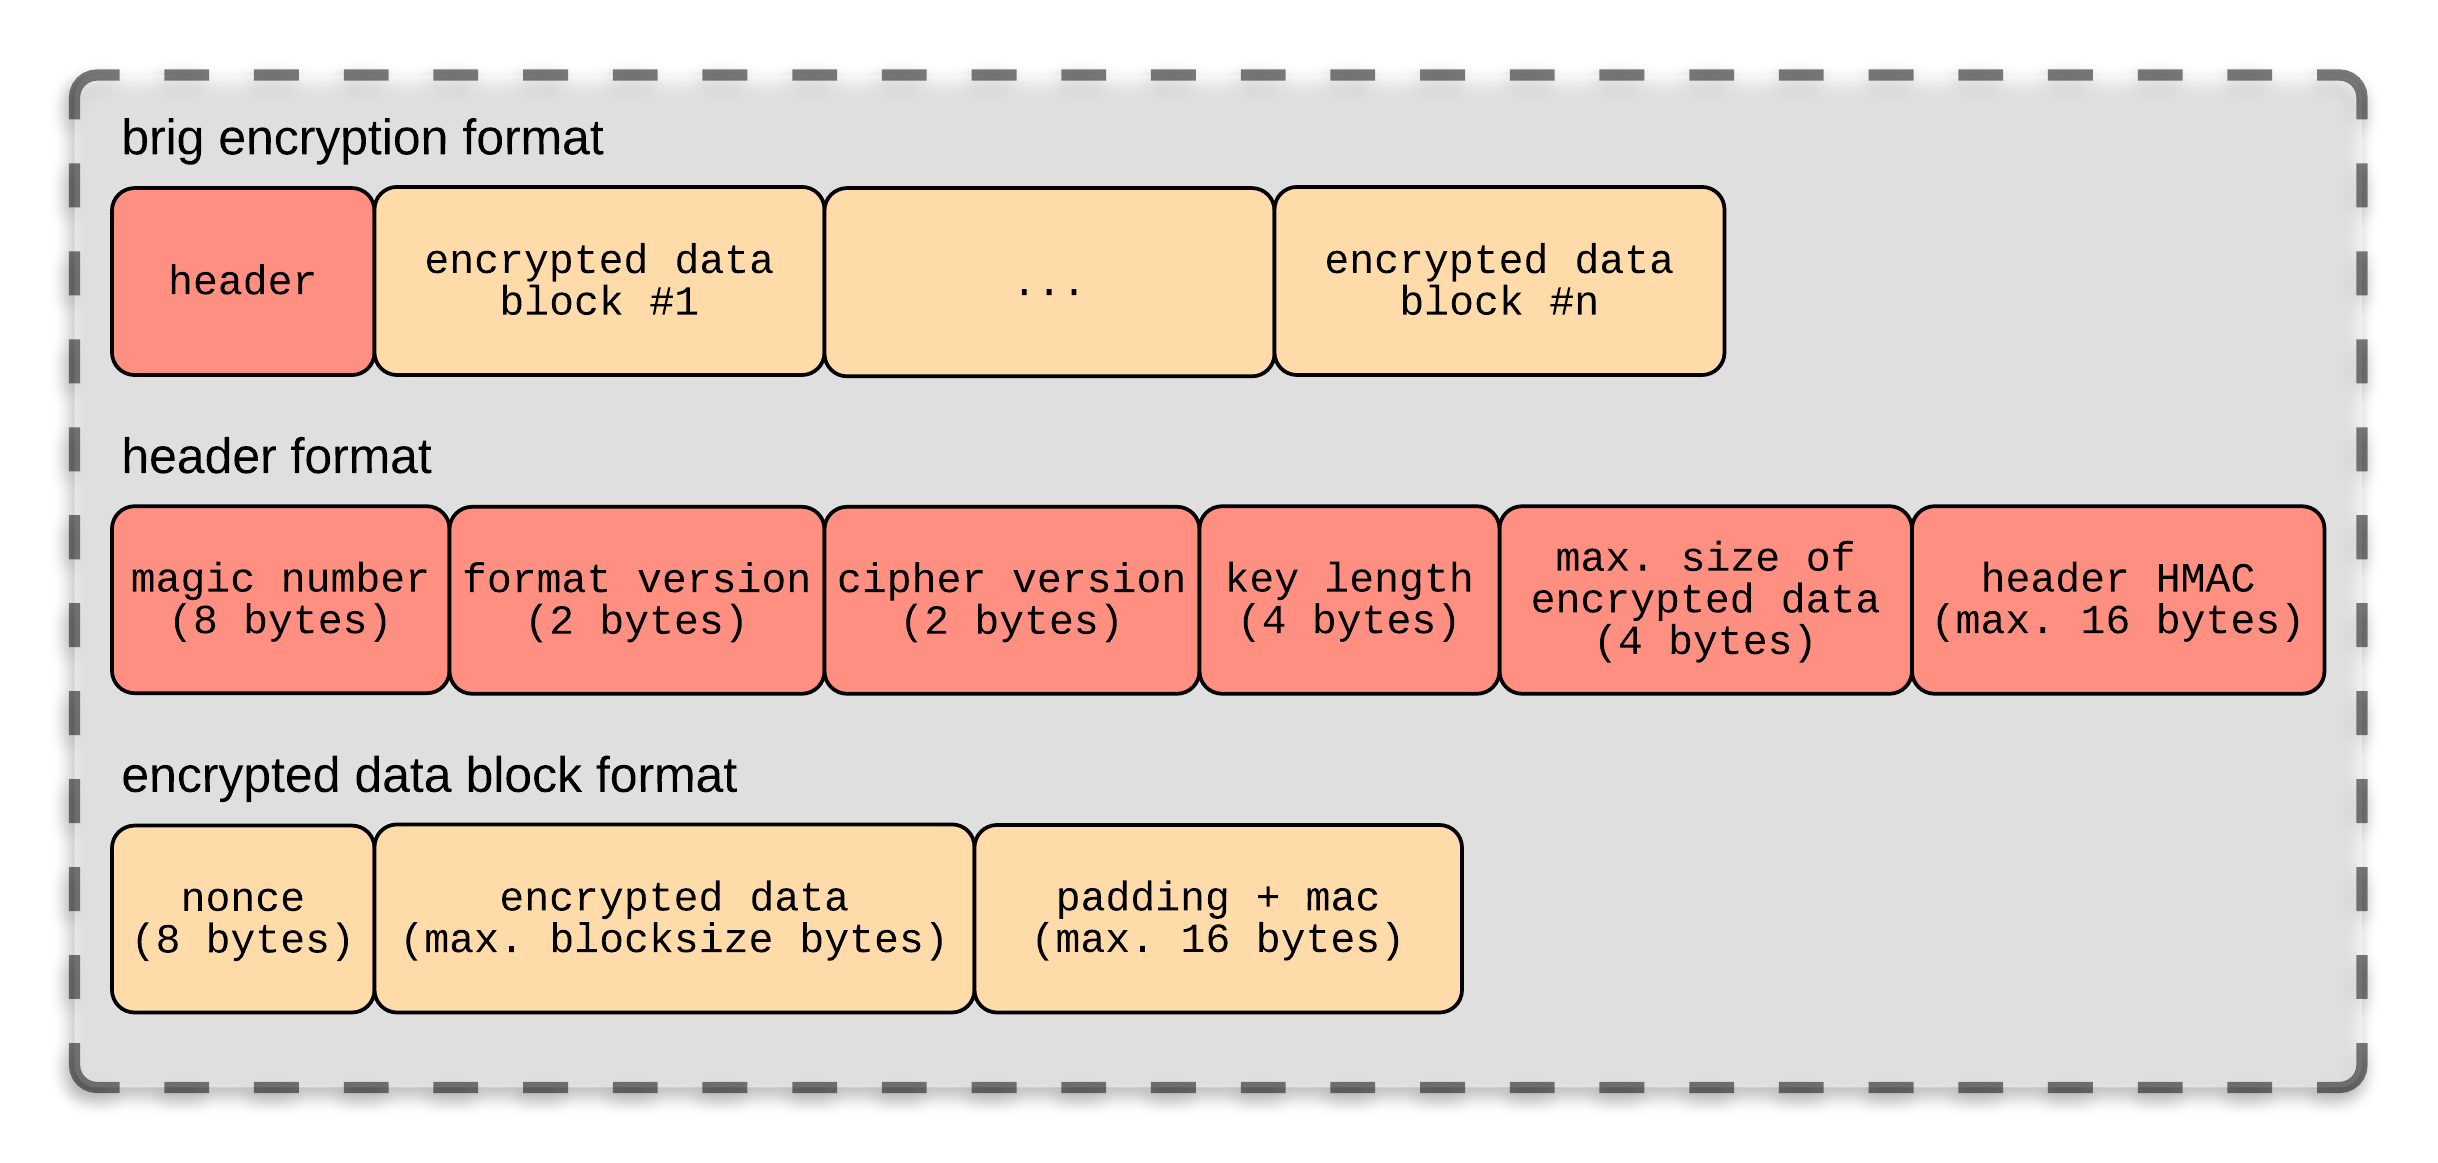 brig encryption format
header
encrypted data
block #1
...
encrypted data
block #n
header format
magic number
(8 bytes)
format version
(2 bytes)
cipher version
(2 bytes)
key length
(4 bytes)
max. size of
encrypted data
(4 bytes)
header HMAC
(max. 16 bytes)
encrypted data block format
nonce
(8 bytes)
encrypted data
(max. blocksize bytes)
padding + mac
(max. 16 bytes)